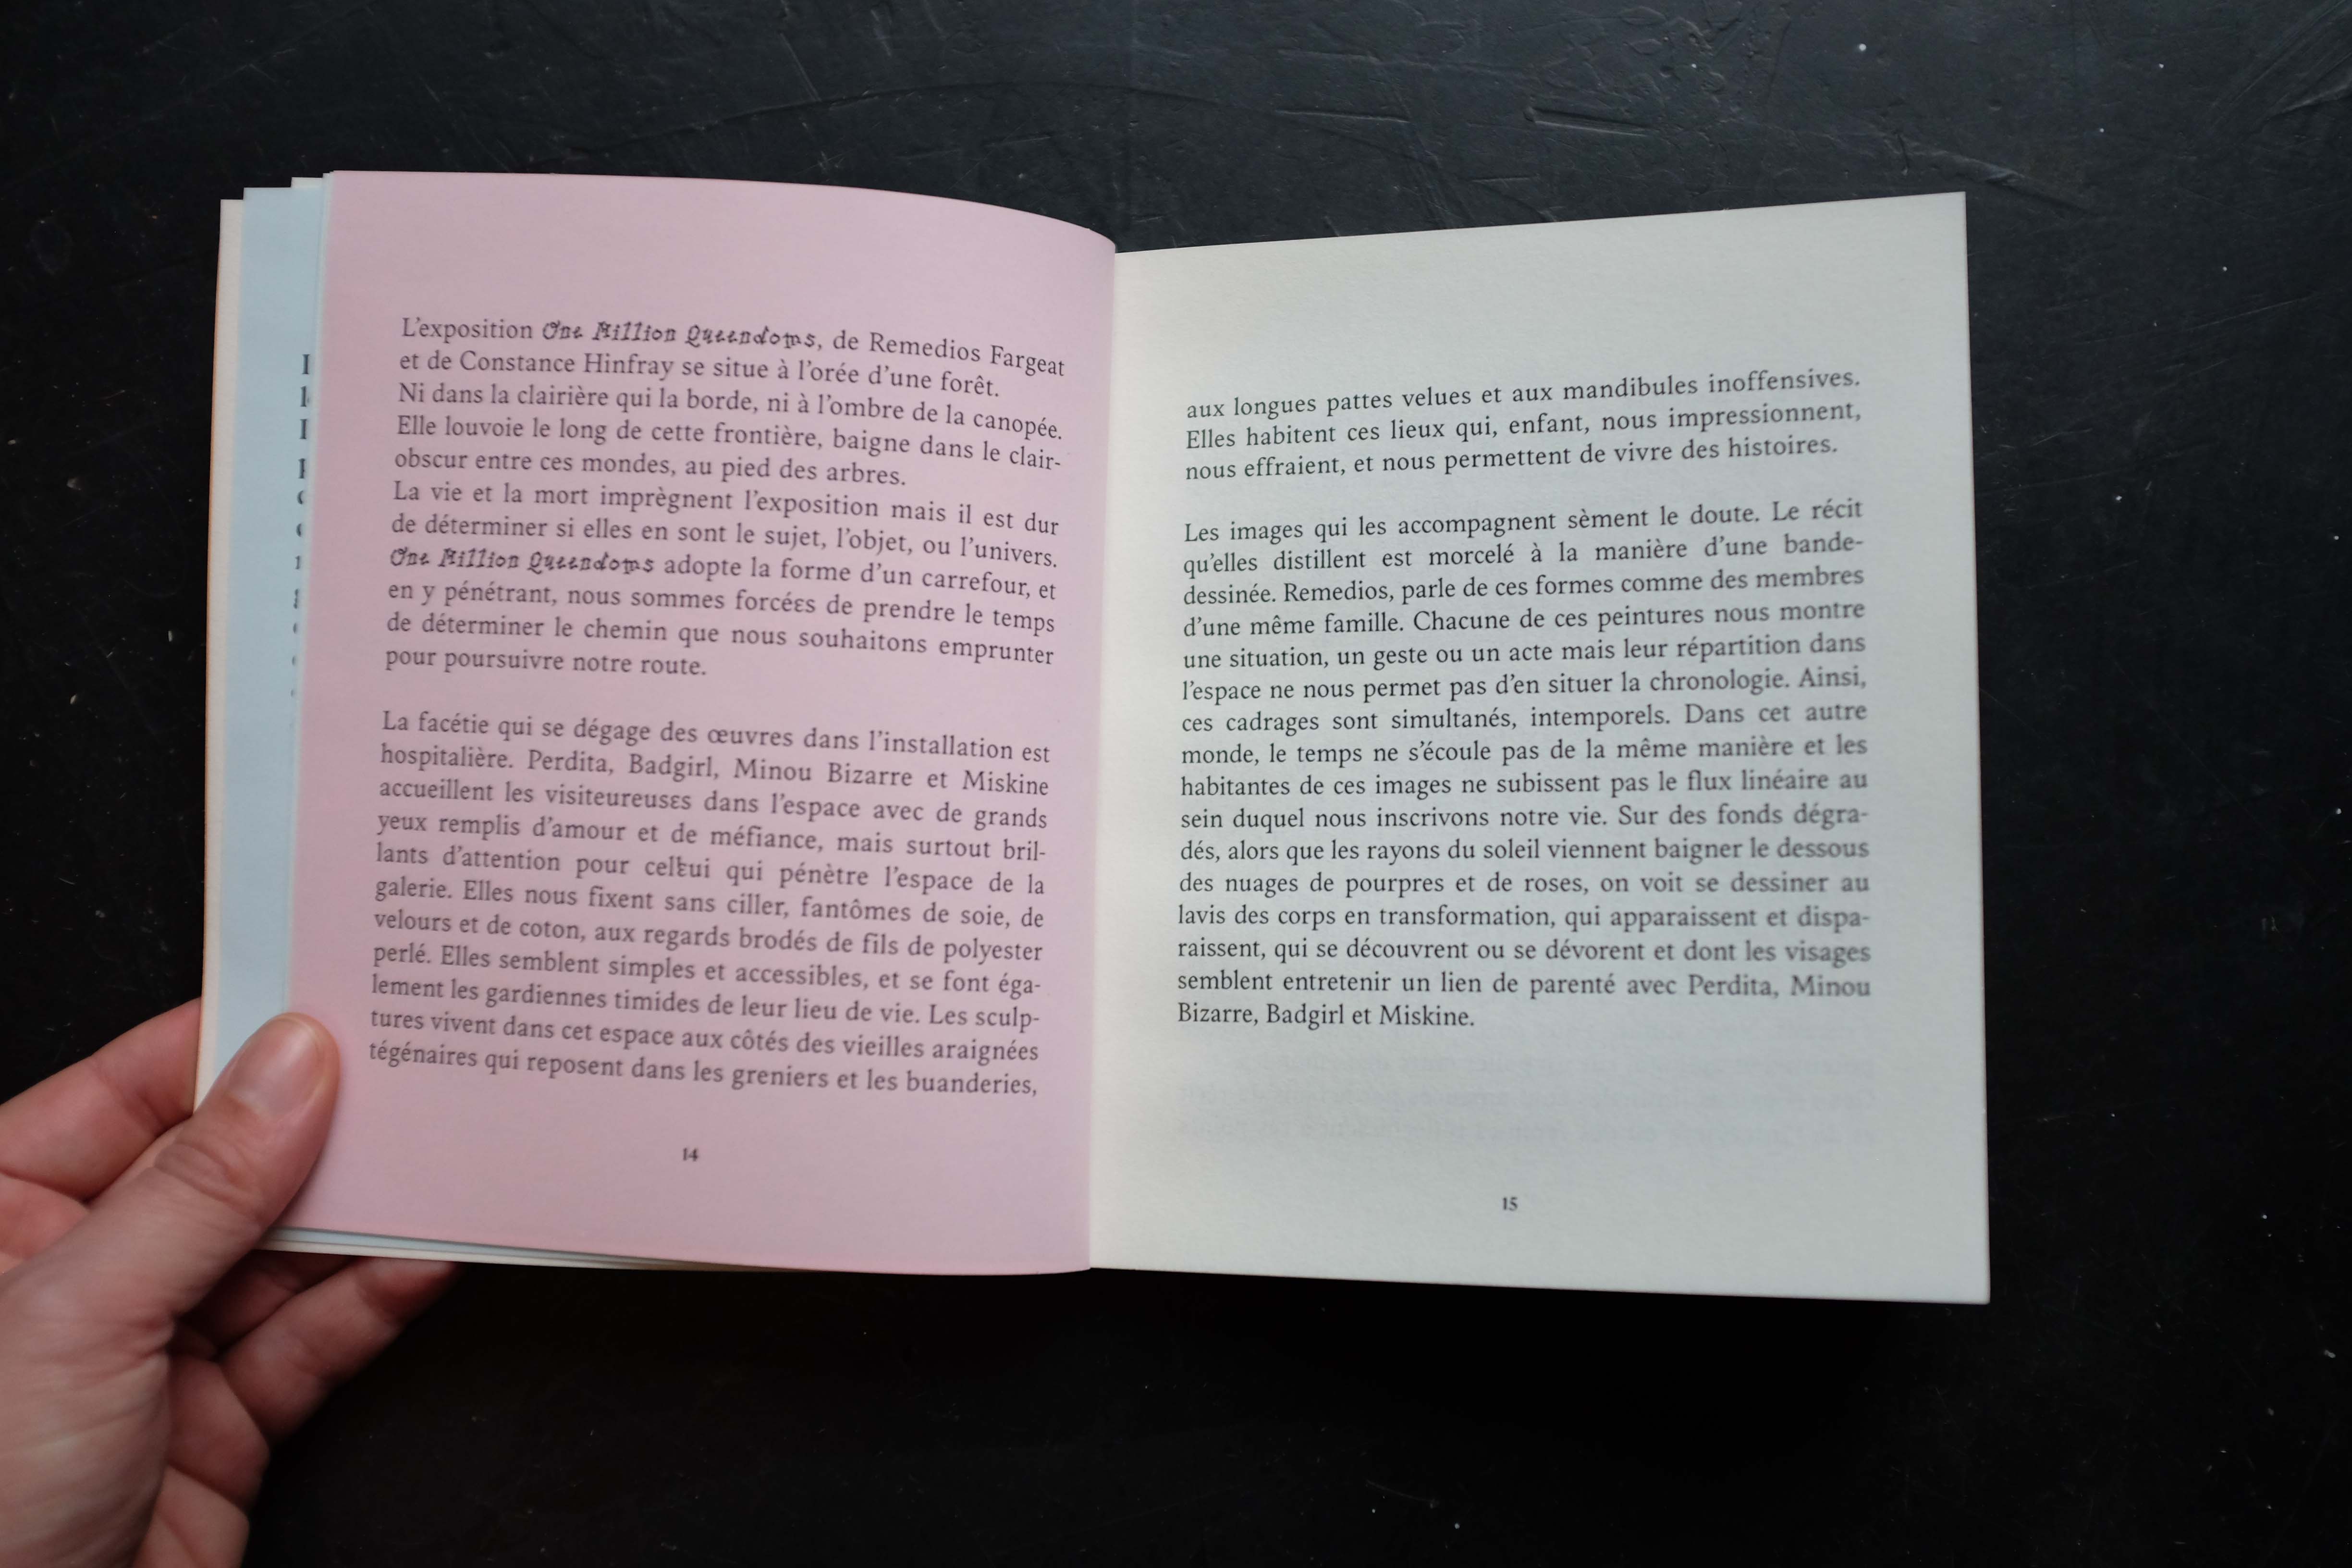 L'exposition One Million Queendoms, de Remedios Fargeat
et de Constance Hinfray se situe à l'orée d'une forêt.
Ni dans la clairière qui la borde, ni à l'ombre de la canopée.
Elle louvoie le long de cette frontière, baigne dans le clair-
obscur entre ces mondes, au pied des arbres.
La vie et la mort imprègnent l'exposition mais il est dur
de déterminer si elles en sont le sujet, l'objet, ou l'univers.
One Million Queendoms adopte la forme d'un carrefour, et
en y pénétrant, nous sommes forcéɛs de prendre le temps
de déterminer le chemin que nous souhaitons emprunter
pour poursuivre notre route.
La facétie qui se dégage des œuvres dans l'installation est
hospitalière. Perdita, Badgirl, Minou Bizarre et Miskine
accueillent les visiteureusɛs dans l'espace avec de grands
yeux remplis d'amour et de méfiance, mais surtout bril-
lants d'attention pour qui pénètre l'espace de la
galerie. Elles nous fixent sans ciller, fantômes de soie, de
velours et de coton, aux regards brodés de fils de polyester
perlé. Elles semblent simples et accessibles, et se font éga-
lement les gardiennes timides de leur lieu de vie. Les sculp-
tures vivent dans cet espace aux côtés des vieilles araignées
tégénaires qui reposent dans les greniers et les buanderies,
14
aux longues pattes velues et aux mandibules inoffensives.
Elles habitent ces lieux qui, enfant, nous impressionnent,
nous effraient, et nous permettent de vivre des histoires.
Les images qui les accompagnent sèment le doute. Le récit
qu'elles distillent est morcelé à la manière d'une bande-
dessinée. Remedios, parle de ces formes comme des membres
d'une même famille. Chacune de ces peintures nous montre
une situation, un geste ou un acte mais leur répartition dans
l'espace ne nous permet pas d'en situer la chronologie. Ainsi,
ces cadrages sont simultanés, intemporels. Dans cet autre
monde, le temps ne s'écoule pas de la même manière et les
habitantes de ces images ne subissent pas le flux linéaire au
sein duquel nous inscrivons notre vie. Sur des fonds dégra-
dés, alors que les rayons du soleil viennent baigner le dessous
des nuages de pourpres et de roses, on voit se dessiner au
lavis des corps en transformation, qui apparaissent et dispa-
raissent, qui se découvrent ou se dévorent et dont les visages
semblent entretenir un lien de parenté avec Perdita, Minou
Bizarre, Badgirl et Miskine.
15